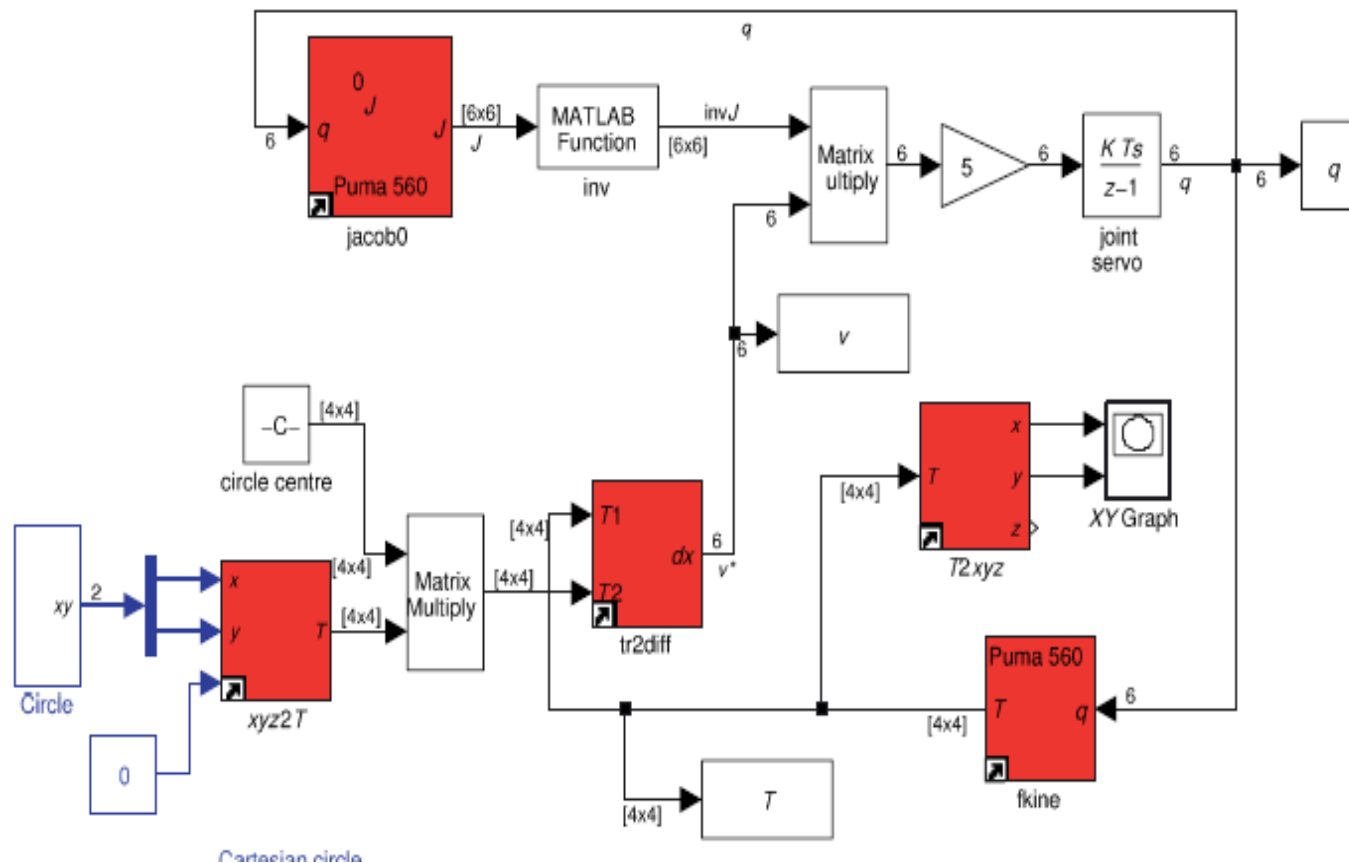 q
0
J
6
q
J
[6x6]
J
Puma 560
jacob0
MATLAB
Function
inv
invJ
[6x6]
Matrix
ultiply
6
6
5
6
K Ts
z−1
6
q
joint
servo
6
q
6
v
−C−
[4x4]
circle centre
xy
2
Circle
0
x
y
T
xyz2T
[4x4]
[4x4]
Matrix
Multiply
[4x4]
[4x4]
T1
T2
dx
tr2diff
6
v*
[4x4]
T
x
y
z
T2xyz
XY Graph
Puma 560
T
q
6
[4x4]
fkine
[4x4]
T
Cartesian circle